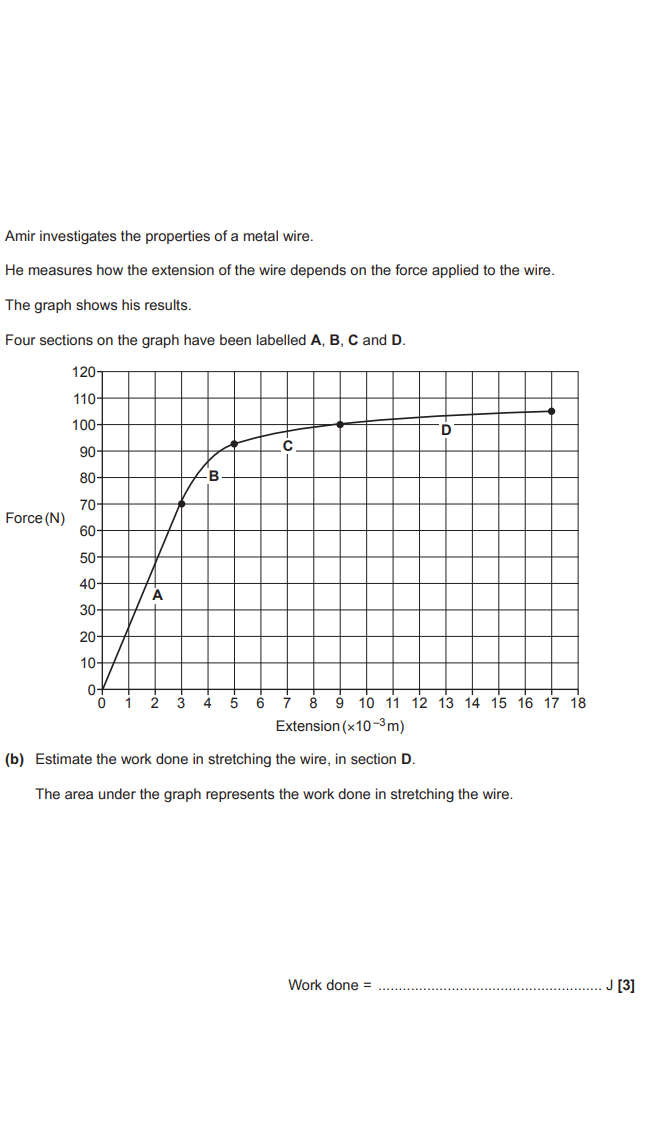 Amir investigates the properties of a metal wire.
He measures how the extension of the wire depends on the force applied to the wire.
The graph shows his results.
Four sections on the graph have been labelled A, B, C and D.
120
110
100
90
80
70
60
50
40
30
20
10
0
Force (N)
A
B
C
D
0 1 2 3 4 5 6 7 8 9 10 11 12 13 14 15 16 17 18
Extension (×10⁻³ m)
(b) Estimate the work done in stretching the wire, in section D.
The area under the graph represents the work done in stretching the wire.
Work done = ........................................................ J [3]